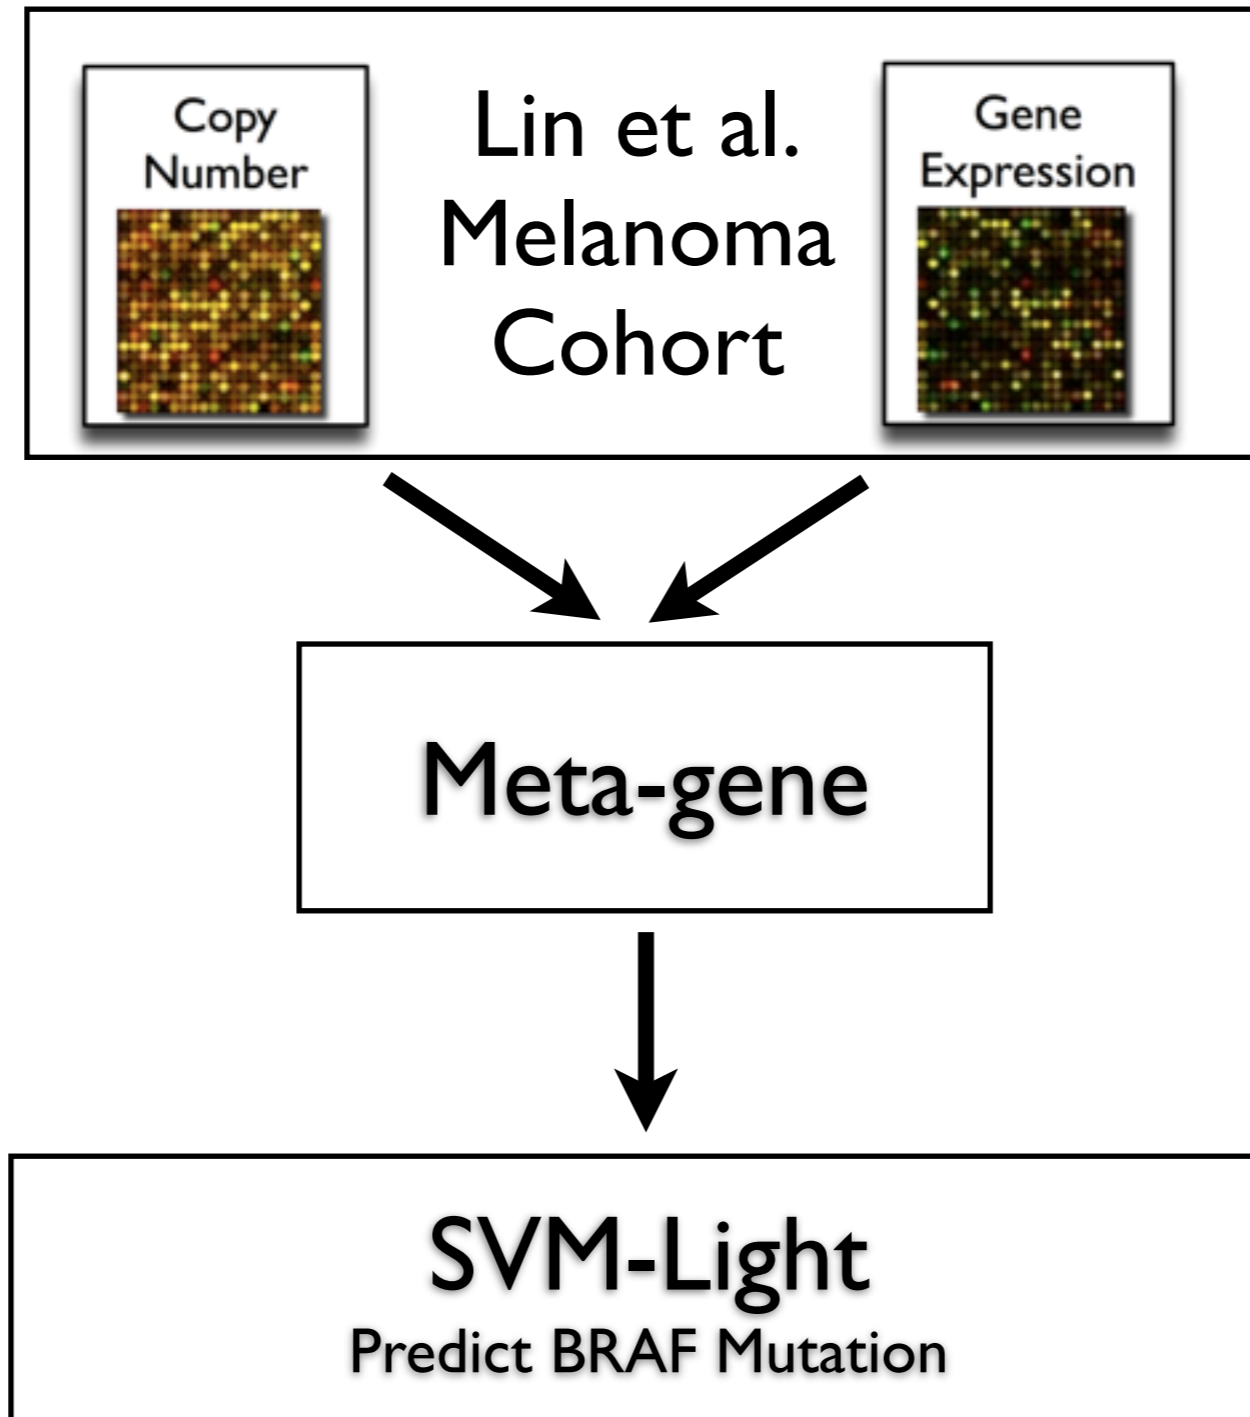 Copy
Number
Lin et al.
Melanoma
Cohort
Gene
Expression
Meta-gene
SVM-Light
Predict BRAF Mutation